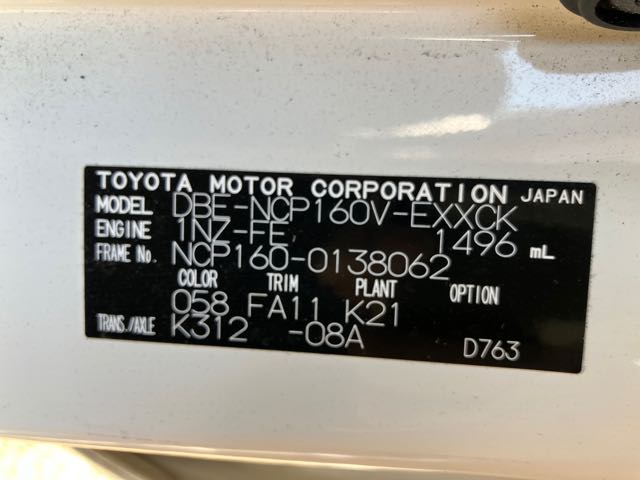 TOYOTA MOTOR CORPORATION JAPAN
MODEL DBE-NCP160V-EXXCK
ENGINE 1NZ-FE, 1496 mL
FRAME No. NCP160-0138062
COLOR TRIM PLANT OPTION
058 FA11 K21
TRANS./AXLE K312 -08A
D763